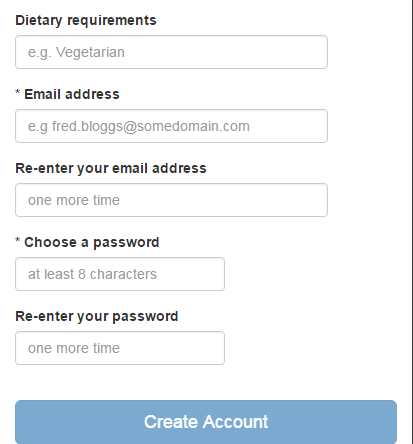 Dietary requirements
e.g. Vegetarian
* Email address
e.g fred.bloggs@somedomain.com
Re-enter your email address
one more time
* Choose a password
at least 8 characters
Re-enter your password
one more time
Create Account